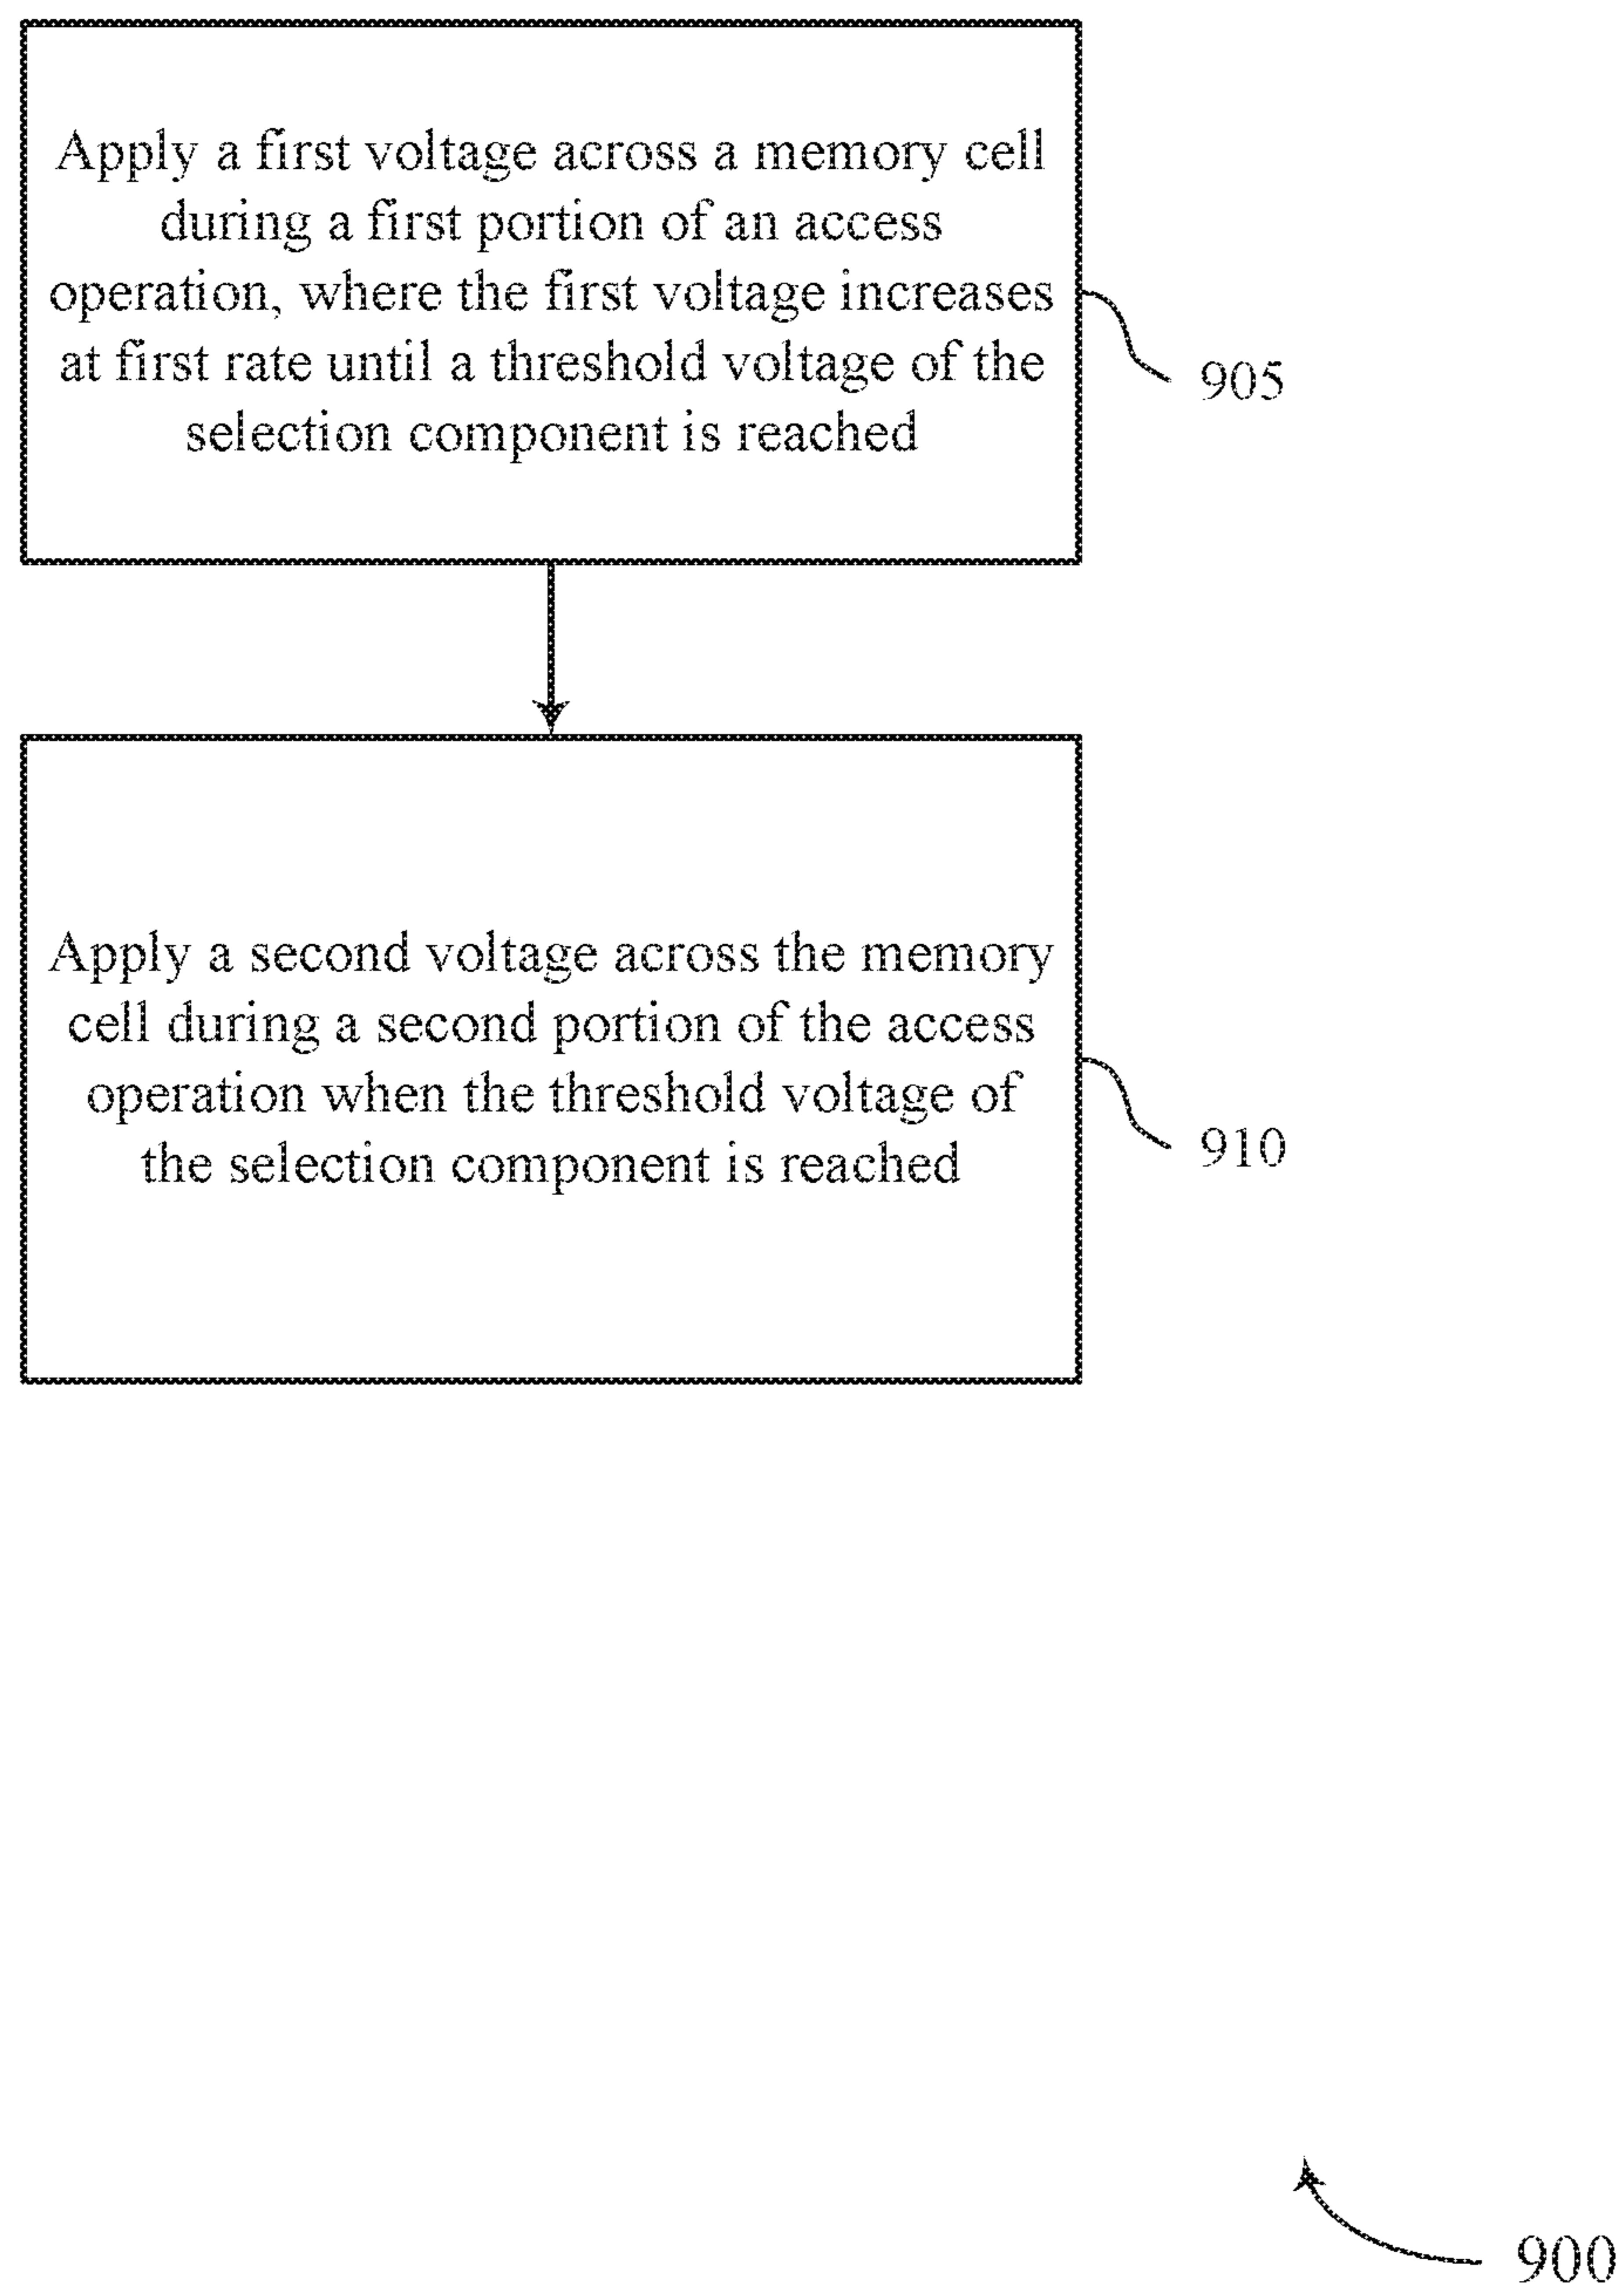 Apply a first voltage across a memory cell
during a first portion of an access
operation, where the first voltage increases
at first rate until a threshold voltage of the
selection component is reached
905
Apply a second voltage across the memory
cell during a second portion of the access
operation when the threshold voltage of
the selection component is reached
910
900